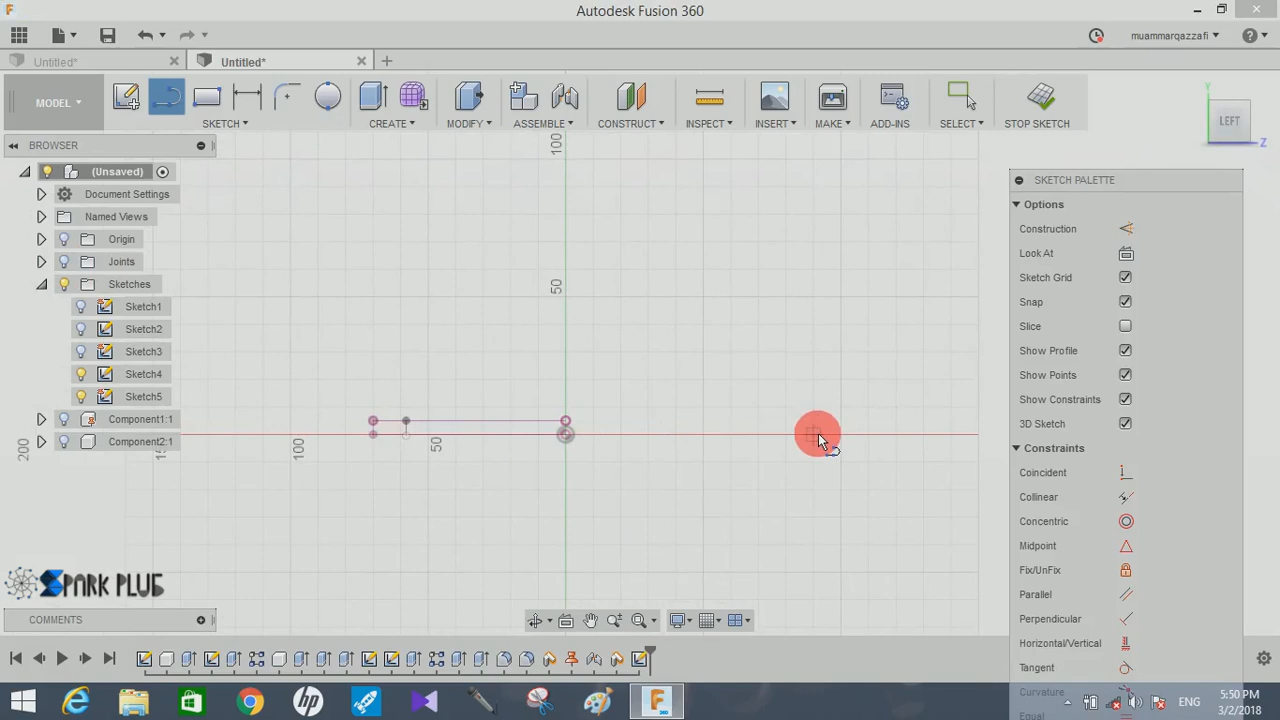 Autodesk Fusion 360
muammarqazzafi
Untitled*
Untitled*
MODEL
SKETCH
CREATE
MODIFY
ASSEMBLE
CONSTRUCT
INSPECT
INSERT
MAKE
ADD-INS
SELECT
STOP SKETCH
BROWSER
(Unsaved)
Document Settings
Named Views
Origin
Joints
Sketches
Sketch1
Sketch2
Sketch3
Sketch4
Sketch5
Component1:1
Component2:1
100
50
50
100
200
Y
LEFT
Z
SKETCH PALETTE
Options
Construction
Look At
Sketch Grid
Snap
Slice
Show Profile
Show Points
Show Constraints
3D Sketch
Constraints
Coincident
Collinear
Concentric
Midpoint
Fix/UnFix
Parallel
Perpendicular
Horizontal/Vertical
Tangent
Curvature
Equal
SPARK PLUG
COMMENTS
ENG
5:50 PM
3/2/2018